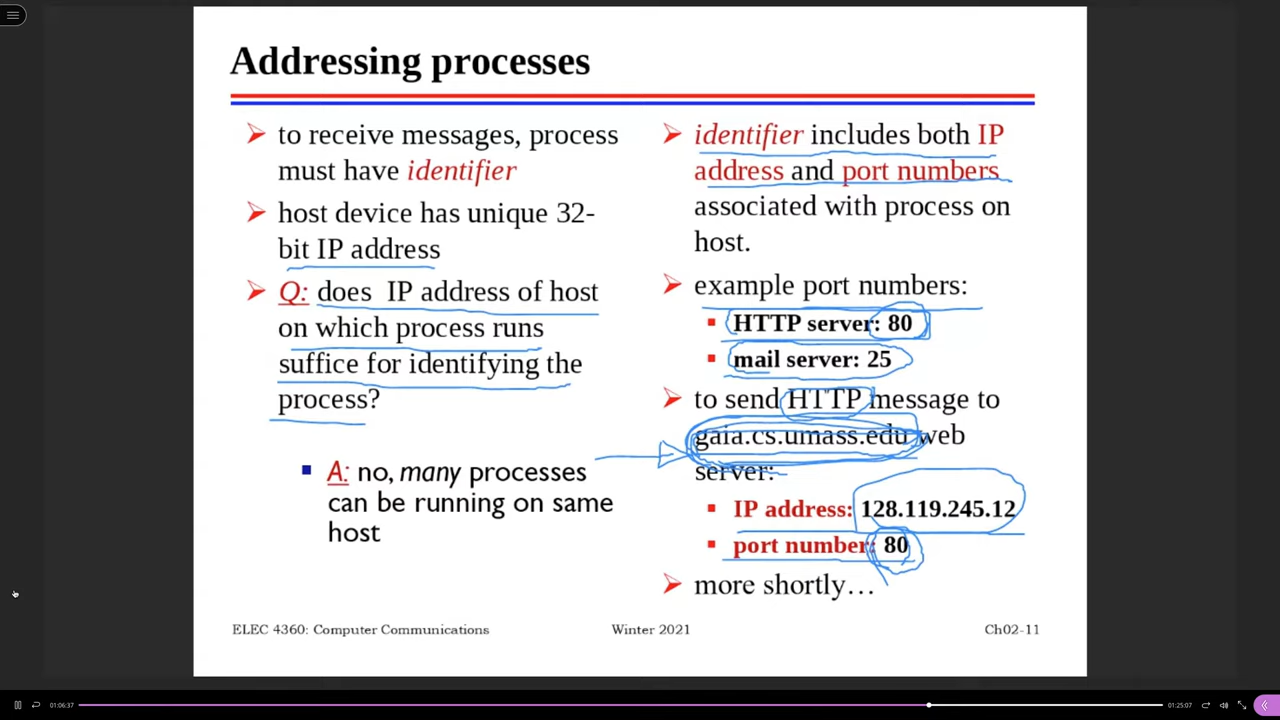 Addressing processes
to receive messages, process
must have identifier
host device has unique 32-
bit IP address
Q: does IP address of host
on which process runs
suffice for identifying the
process?
A: no, many processes
can be running on same
host
identifier includes both IP
address and port numbers
associated with process on
host.
example port numbers:
HTTP server: 80
mail server: 25
to send HTTP message to
gaia.cs.umass.edu web
server:
IP address: 128.119.245.12
port number: 80
more shortly…
ELEC 4360: Computer Communications
Winter 2021
Ch02-11
01:06:37
01:25:07